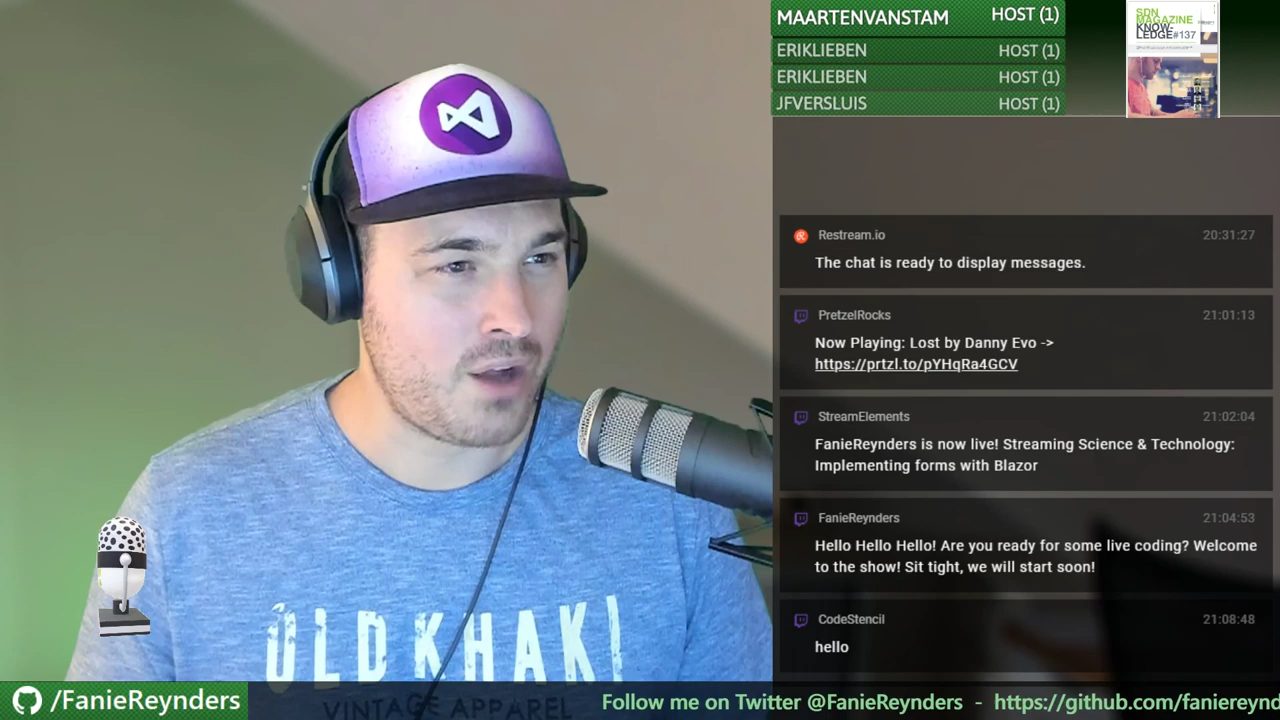 MAARTENVANSTAM HOST (1)
ERIKLIEBEN HOST (1)
ERIKLIEBEN HOST (1)
JFVERSLUIS HOST (1)
SDN
MAGAZINE
KNOW-
LEDGE#137
Restream.io 20:31:27
The chat is ready to display messages.
PretzelRocks 21:01:13
Now Playing: Lost by Danny Evo ->
https://prtzl.to/pYHqRa4GCV
StreamElements 21:02:04
FanieReynders is now live! Streaming Science & Technology:
Implementing forms with Blazor
FanieReynders 21:04:53
Hello Hello Hello! Are you ready for some live coding? Welcome
to the show! Sit tight, we will start soon!
CodeStencil 21:08:48
hello
OLD KHAKI
VINTAGE APPAREL
/FanieReynders
Follow me on Twitter @FanieReynders - https://github.com/faniereynd